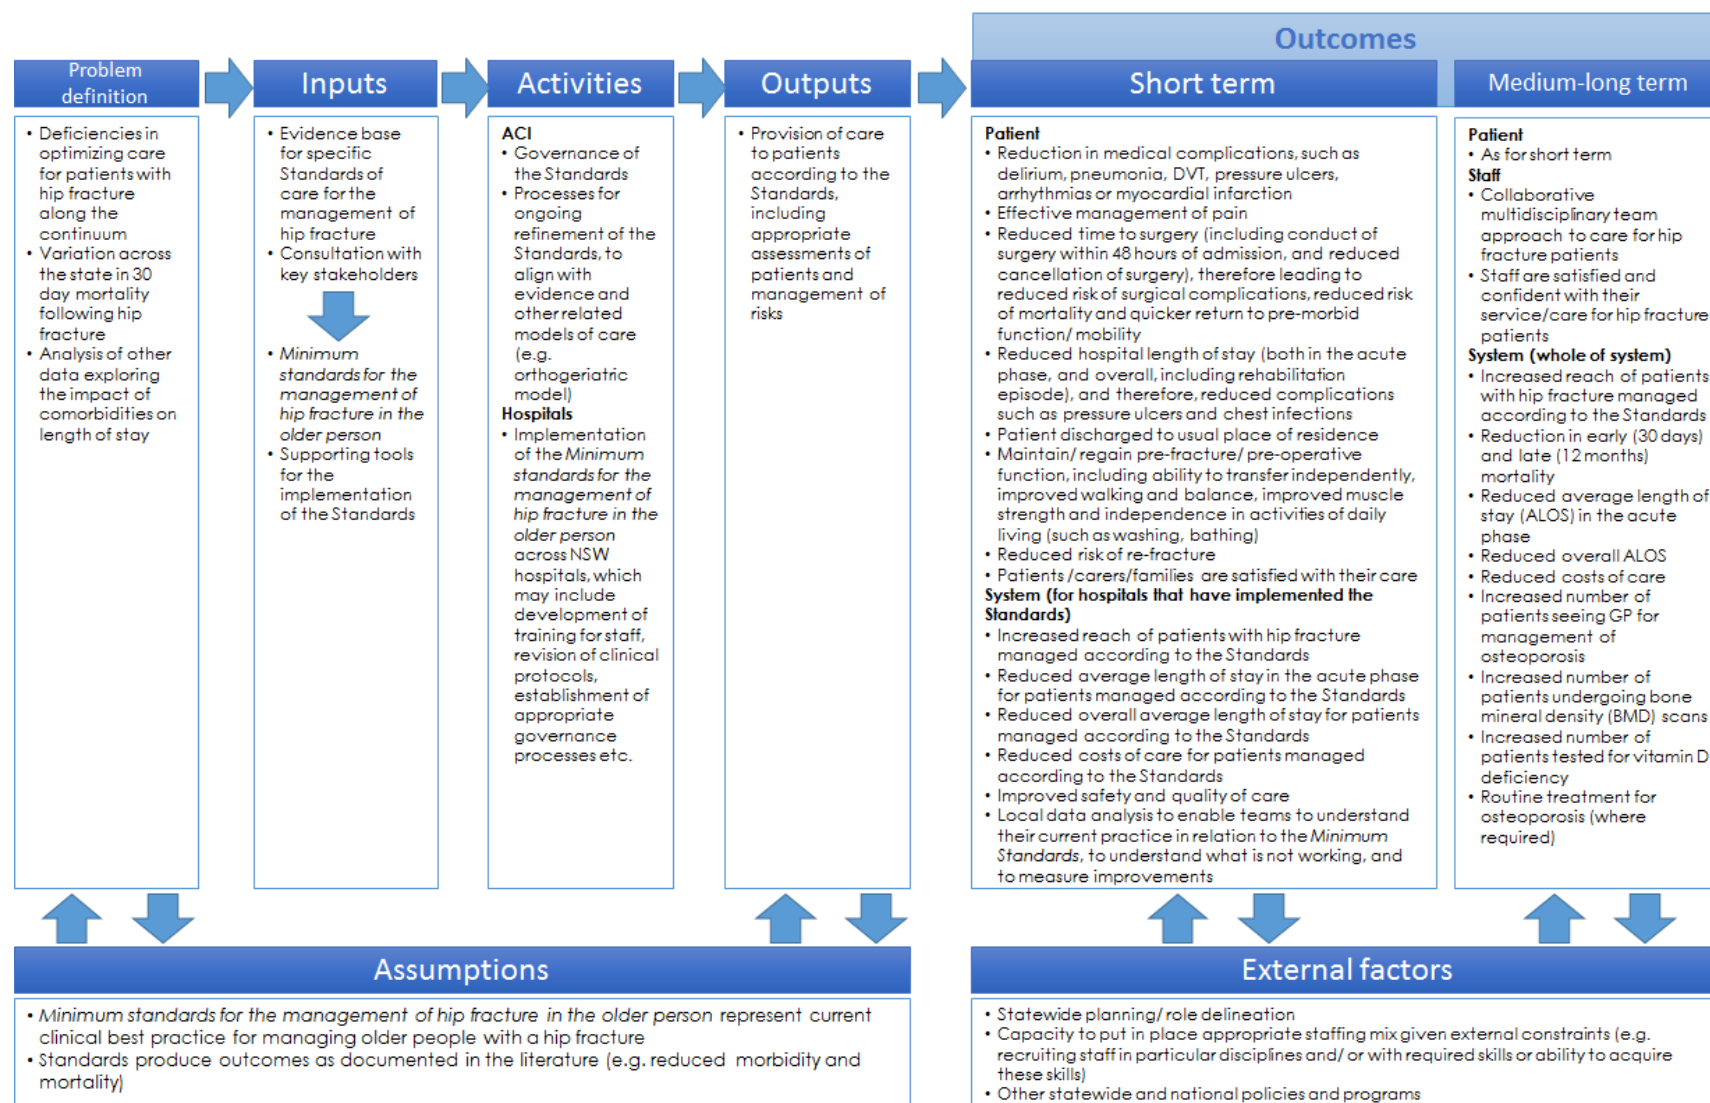 Outcomes
Problem
definition
Inputs
Activities
Outputs
Short term
Medium-long term
• Deficiencies in
optimizing care
for patients with
hip fracture
along the
continuum
• Variation across
the state in 30
day mortality
following hip
fracture
• Analysis of other
data exploring
the impact of
comorbidities on
length of stay
• Evidence base
for specific
Standards of
care for the
management of
hip fracture
• Consultation with
key stakeholders
• Minimum
standards for the
management of
hip fracture in the
older person
• Supporting tools
for the
implementation
of the Standards
ACI
• Governance of
the Standards
• Processes for
ongoing
refinement of the
Standards, to
align with
evidence and
other related
models of care
(e.g.
orthogeriatric
model)
Hospitals
• Implementation
of the Minimum
standards for the
management of
hip fracture in the
older person
across NSW
hospitals, which
may include
development of
training for staff,
revision of clinical
protocols,
establishment of
appropriate
governance
processes etc.
• Provision of care
to patients
according to the
Standards,
including
appropriate
assessments of
patients and
management of
risks
Patient
• Reduction in medical complications, such as
delirium, pneumonia, DVT, pressure ulcers,
arrhythmias or myocardial infarction
• Effective management of pain
• Reduced time to surgery (including conduct of
surgery within 48 hours of admission, and reduced
cancellation of surgery), therefore leading to
reduced risk of surgical complications, reduced risk
of mortality and quicker return to pre-morbid
function/ mobility
• Reduced hospital length of stay (both in the acute
phase, and overall, including rehabilitation
episode), and therefore, reduced complications
such as pressure ulcers and chest infections
• Patient discharged to usual place of residence
• Maintain/ regain pre-fracture/ pre-operative
function, including ability to transfer independently,
improved walking and balance, improved muscle
strength and independence in activities of daily
living (such as washing, bathing)
• Reduced risk of re-fracture
• Patients /carers/families are satisfied with their care
System (for hospitals that have implemented the
Standards)
• Increased reach of patients with hip fracture
managed according to the Standards
• Reduced average length of stay in the acute phase
for patients managed according to the Standards
• Reduced overall average length of stay for patients
managed according to the Standards
• Reduced costs of care for patients managed
according to the Standards
• Improved safety and quality of care
• Local data analysis to enable teams to understand
their current practice in relation to the Minimum
Standards, to understand what is not working, and
to measure improvements
Patient
• As for short term
Staff
• Collaborative
multidisciplinary team
approach to care for hip
fracture patients
• Staff are satisfied and
confident with their
service/care for hip fracture
patients
System (whole of system)
• Increased reach of patients
with hip fracture managed
according to the Standards
• Reduction in early (30 days)
and late (12 months)
mortality
• Reduced average length of
stay (ALOS) in the acute
phase
• Reduced overall ALOS
• Reduced costs of care
• Increased number of
patients seeing GP for
management of
osteoporosis
• Increased number of
patients undergoing bone
mineral density (BMD) scans
• Increased number of
patients tested for vitamin D
deficiency
• Routine treatment for
osteoporosis (where
required)
Assumptions
• Minimum standards for the management of hip fracture in the older person represent current
clinical best practice for managing older people with a hip fracture
• Standards produce outcomes as documented in the literature (e.g. reduced morbidity and
mortality)
External factors
• Statewide planning/ role delineation
• Capacity to put in place appropriate staffing mix given external constraints (e.g.
recruiting staff in particular disciplines and/ or with required skills or ability to acquire
these skills)
• Other statewide and national policies and programs